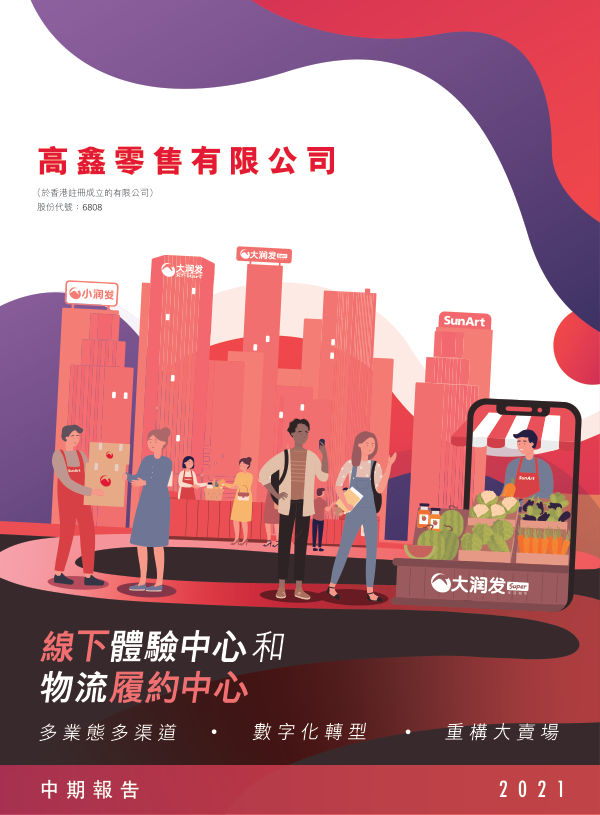 高鑫零售有限公司
(於香港註冊成立的有限公司)
股份代號：6808
大润发
大润发
小润发
SunArt
SunArt
SunArt
大润发 Super
線下體驗中心和
物流履約中心
多業態多渠道 • 數字化轉型 • 重構大賣場
中期報告 2021